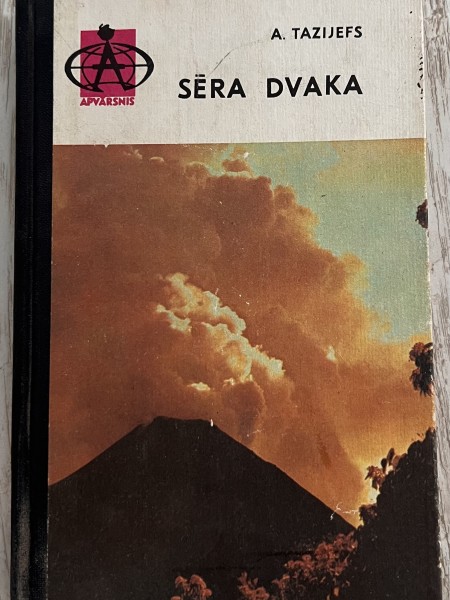 A. TAZIJEFS
SĒRA DVAKA
APVĀRSNIS